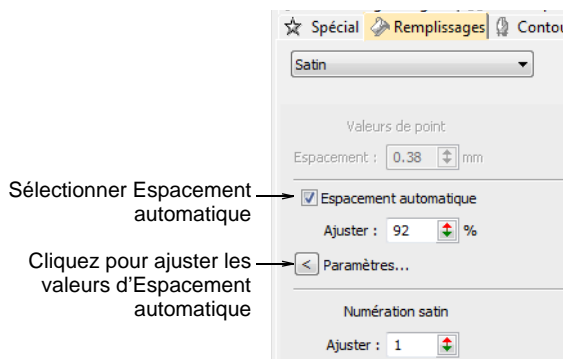 Spécial Remplissages Contou
Satin
Valeurs de point
Espacement : 0.38 mm
Sélectionner Espacement
automatique
Espacement automatique
Ajuster : 92 %
Cliquez pour ajuster les
valeurs d'Espacement
automatique
< Paramètres...
Numération satin
Ajuster : 1